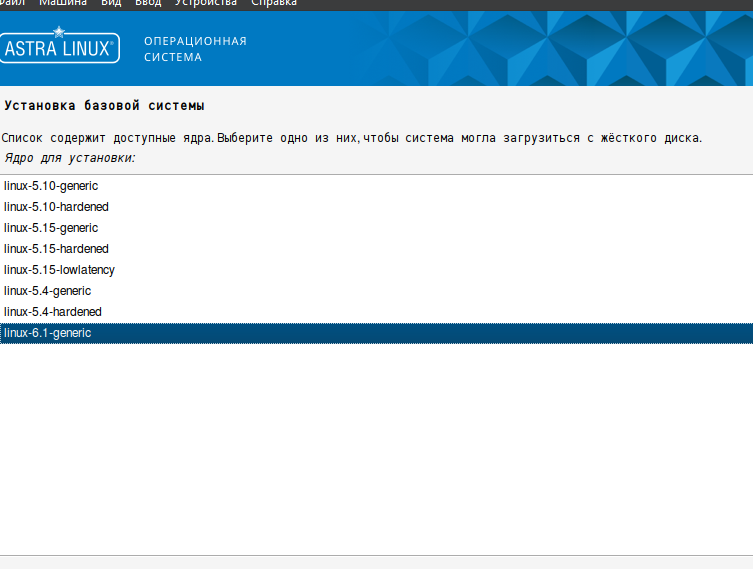 Файл Машина Вид Ввод Устройства Справка
ASTRA LINUX®
ОПЕРАЦИОННАЯ
СИСТЕМА
Установка базовой системы
Список содержит доступные ядра. Выберите одно из них, чтобы система могла загрузиться с жёсткого диска.
Ядро для установки:
linux-5.10-generic
linux-5.10-hardened
linux-5.15-generic
linux-5.15-hardened
linux-5.15-lowlatency
linux-5.4-generic
linux-5.4-hardened
linux-6.1-generic